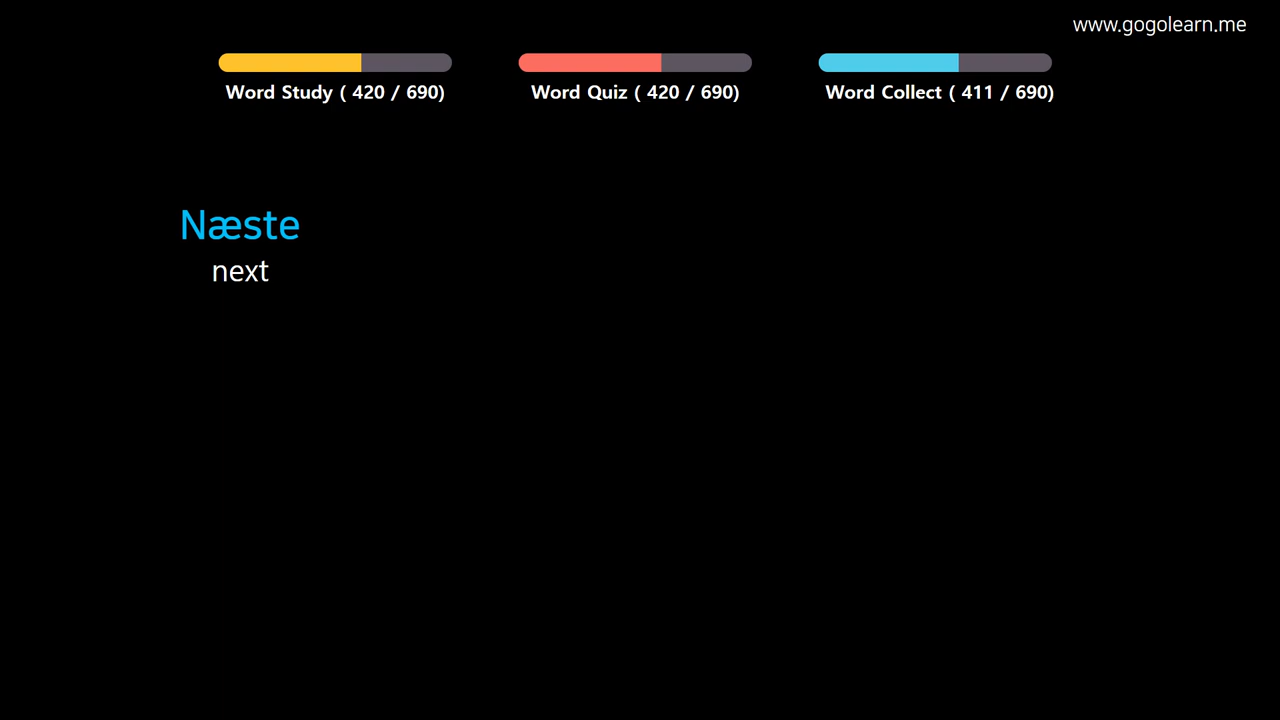 www.gogolearn.me
Word Study ( 420 / 690)
Word Quiz ( 420 / 690)
Word Collect ( 411 / 690)
Næste
next